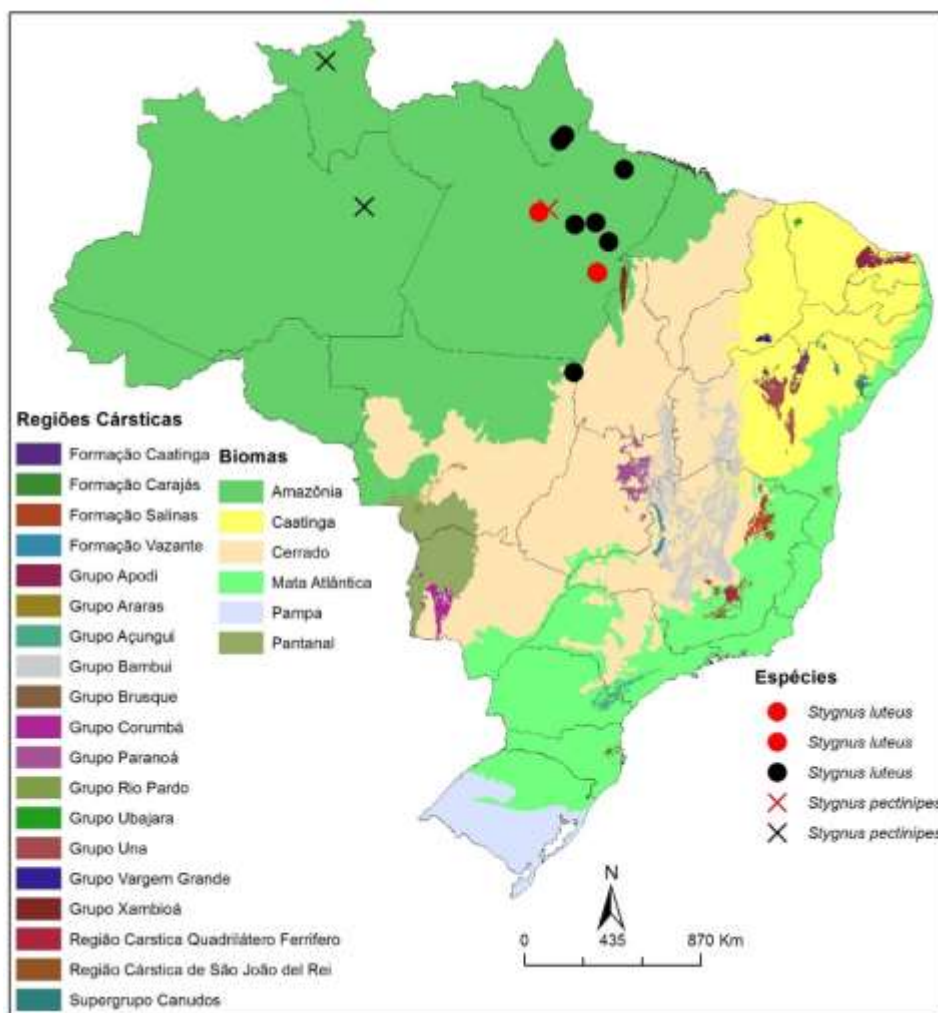 Regiões Cársticas
Formação Caatinga
Formação Carajás
Formação Salinas
Formação Vazante
Grupo Apodi
Grupo Araras
Grupo Açungui
Grupo Bambui
Grupo Brusque
Grupo Corumbá
Grupo Paranoá
Grupo Rio Pardo
Grupo Ubajara
Grupo Una
Grupo Vargem Grande
Grupo Xambioá
Região Carstica Quadrilátero Ferrífero
Região Cárstica de São João del Rei
Supergrupo Canudos
Biomas
Amazônia
Caatinga
Cerrado
Mata Atlântica
Pampa
Pantanal
Espécies
Stygnus luteus
Stygnus luteus
Stygnus luteus
Stygnus pectinipes
Stygnus pectinipes
N
0 435 870 Km